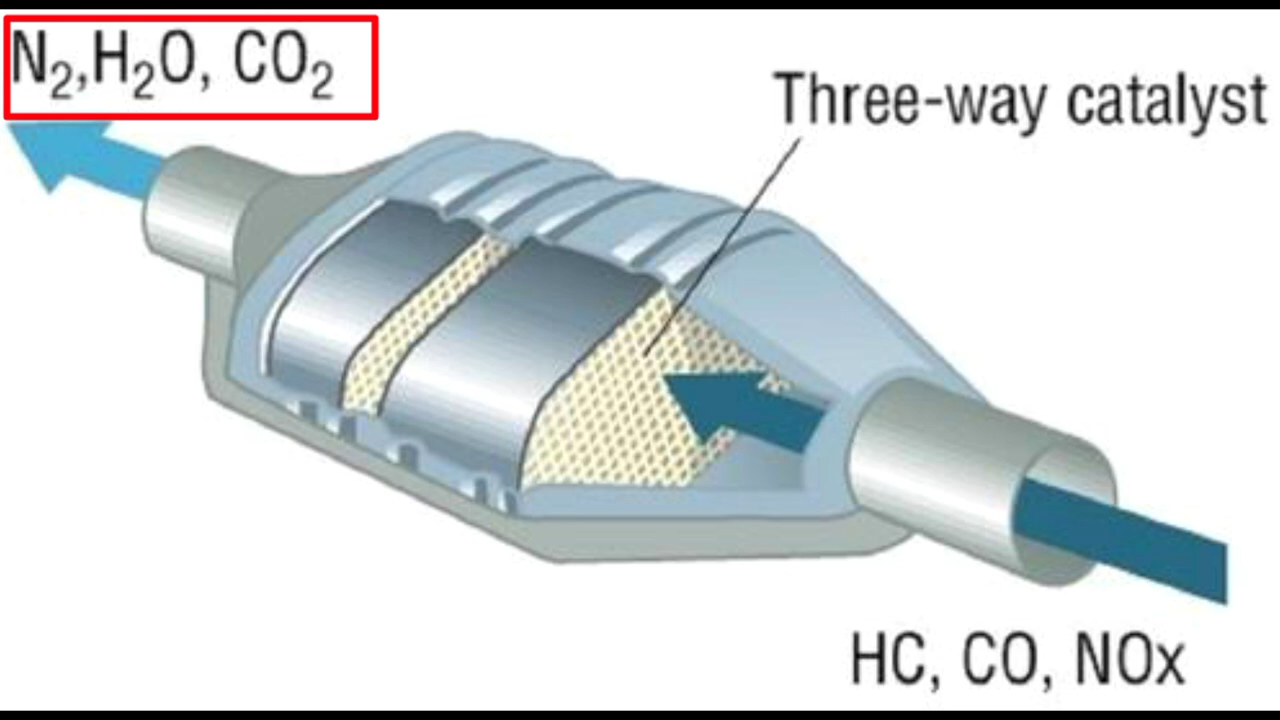 N₂,H₂O, CO₂
Three-way catalyst
HC, CO, NOx